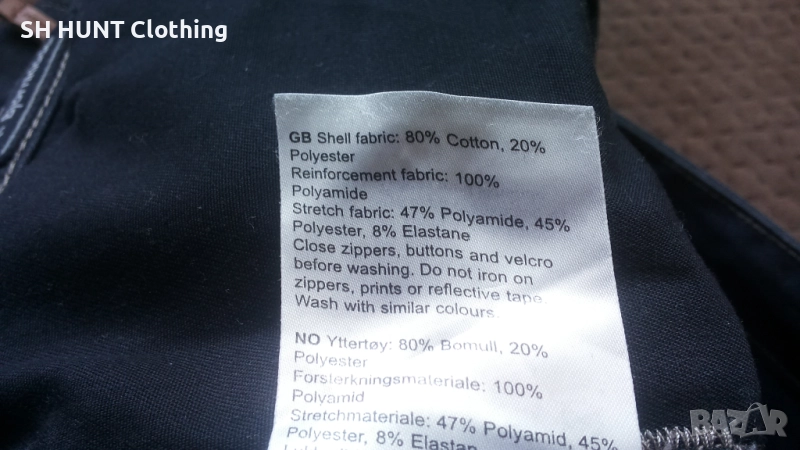 SH HUNT Clothing
GB Shell fabric: 80% Cotton, 20%
Polyester
Reinforcement fabric: 100%
Polyamide
Stretch fabric: 47% Polyamide, 45%
Polyester, 8% Elastane
Close zippers, buttons and velcro
before washing. Do not iron on
zippers, prints or reflective tape.
Wash with similar colours.
NO Yttertøy: 80% Bomull, 20%
Polyester
Forsterkningsmateriale: 100%
Polyamid
Stretchmateriale: 47% Polyamid, 45%
Polyester, 8% Elastan
BAZAR